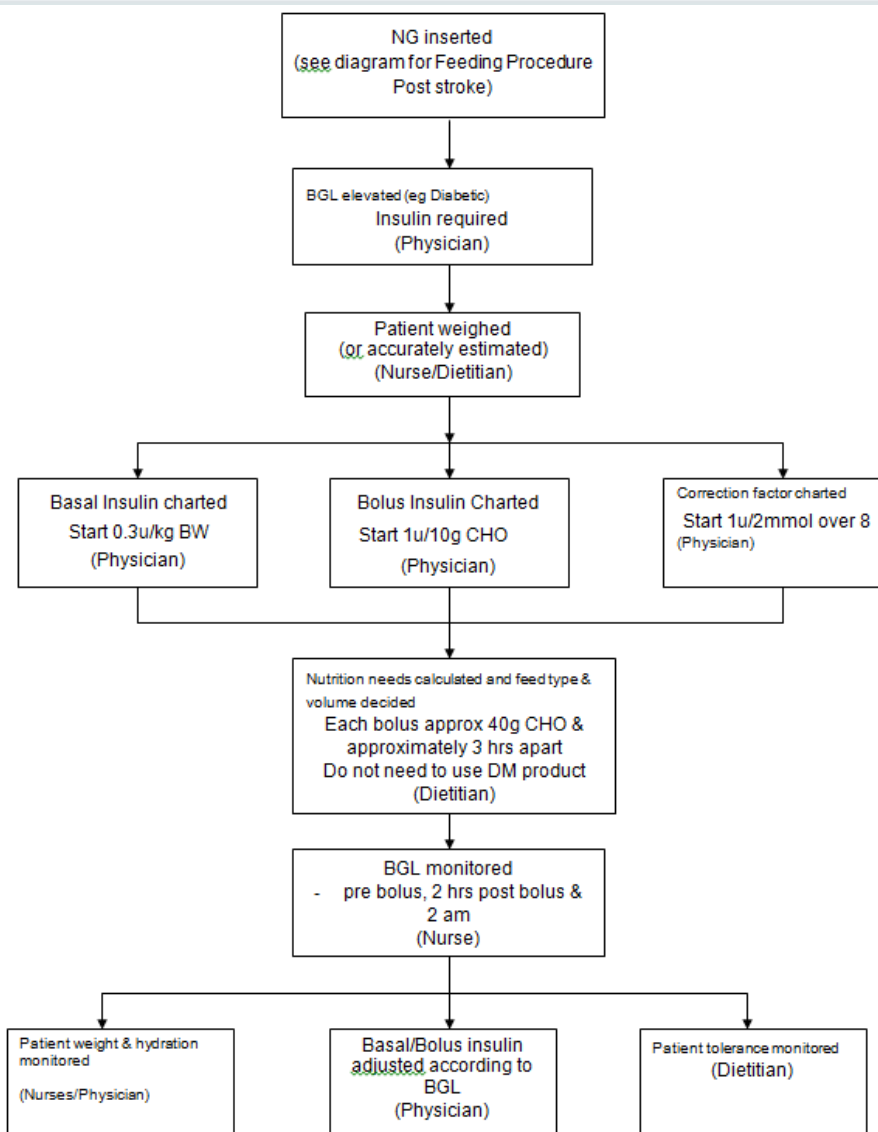 NG inserted
(see diagram for Feeding Procedure
Post stroke)
BGL elevated (eg Diabetic)
Insulin required
(Physician)
Patient weighed
(or accurately estimated)
(Nurse/Dietitian)
Basal Insulin charted
Start 0.3u/kg BW
(Physician)
Bolus Insulin Charted
Start 1u/10g CHO
(Physician)
Correction factor charted
Start 1u/2mmol over 8
(Physician)
Nutrition needs calculated and feed type &
volume decided
Each bolus approx 40g CHO &
approximately 3 hrs apart
Do not need to use DM product
(Dietitian)
BGL monitored
- pre bolus, 2 hrs post bolus &
2 am
(Nurse)
Patient weight & hydration
monitored
(Nurses/Physician)
Basal/Bolus insulin
adjusted according to
BGL
(Physician)
Patient tolerance monitored
(Dietitian)